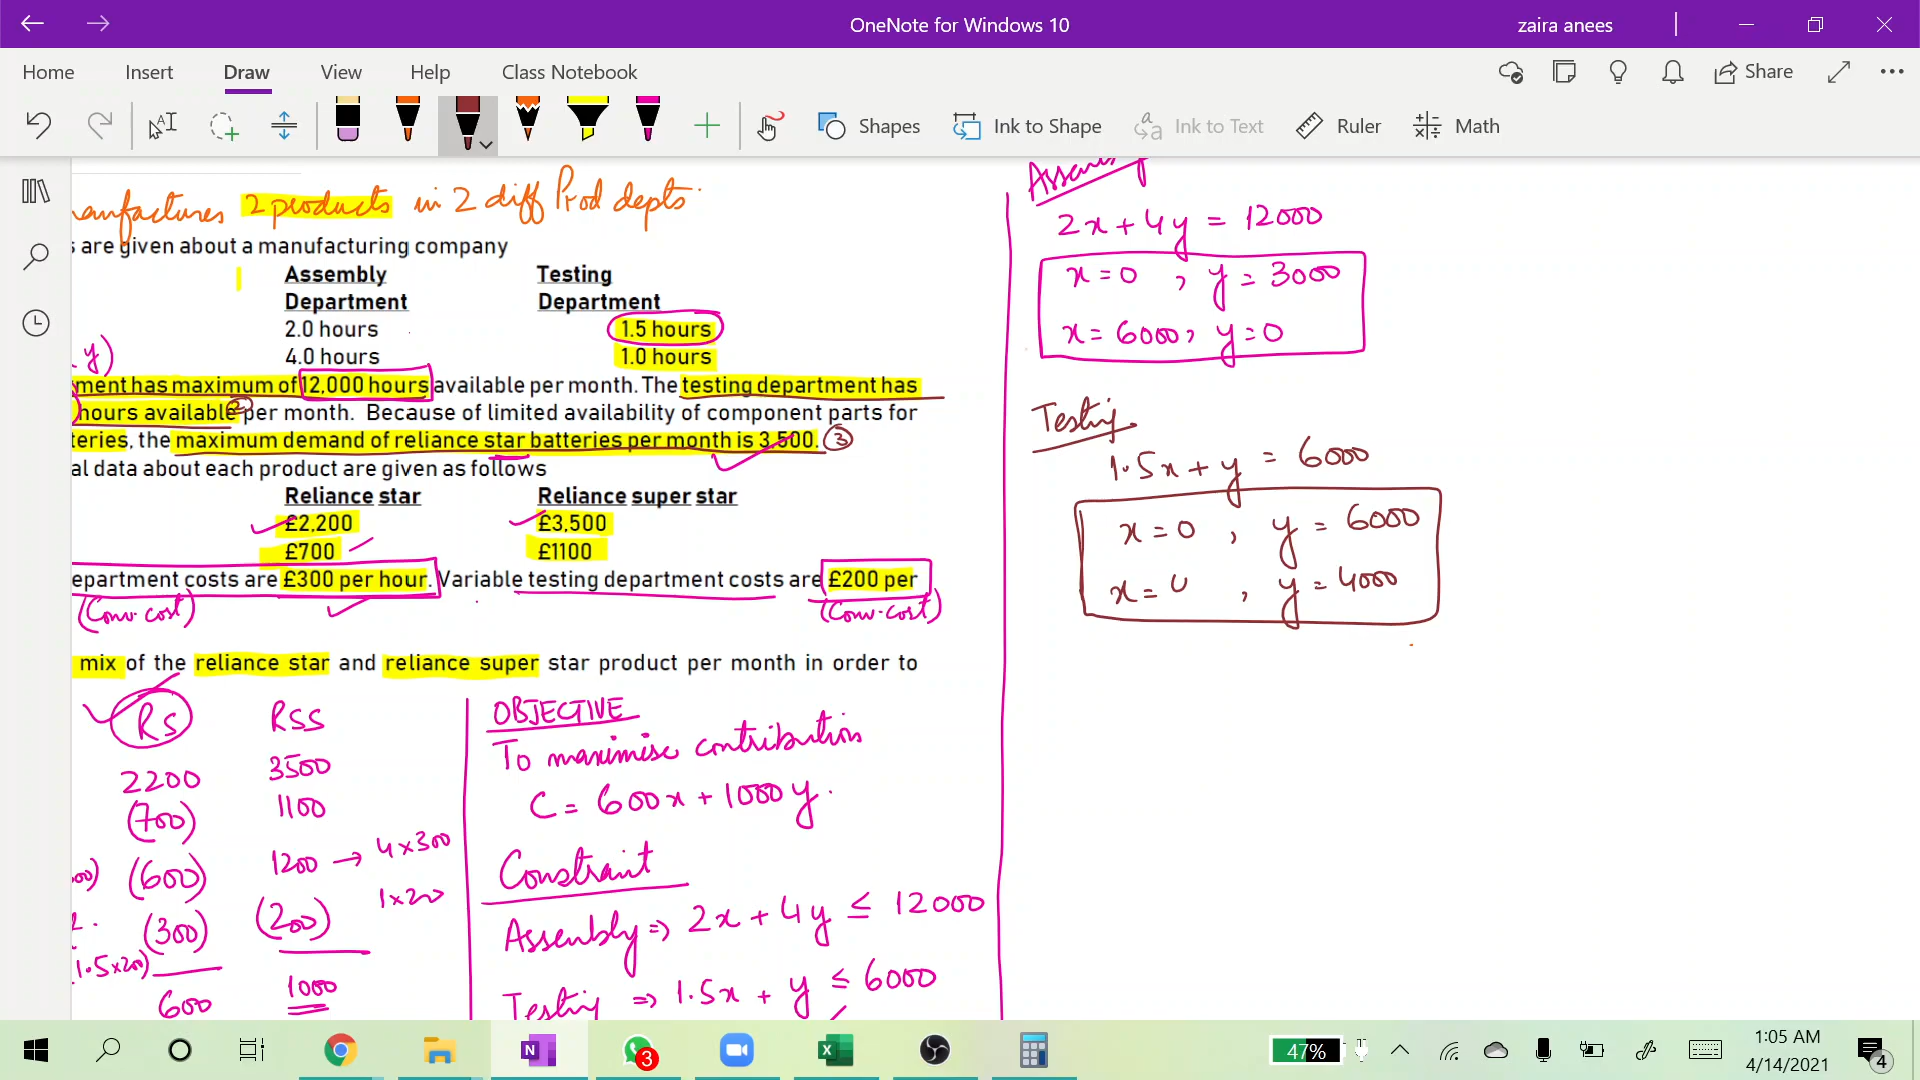 OneNote for Windows 10
zaira anees
Home Insert Draw View Help Class Notebook
Share
Shapes Ink to Shape Ink to Text Ruler Math
manufactures 2 products in 2 diff Prod depts
s are given about a manufacturing company
Assembly Testing
Department Department
2.0 hours 1.5 hours
4.0 hours 1.0 hours
y)
ment has maximum of 12,000 hours available per month. The testing department has
hours available 2 per month. Because of limited availability of component parts for
teries, the maximum demand of reliance star batteries per month is 3,500. 3
al data about each product are given as follows
Reliance star Reliance super star
£2,200 £3,500
£700 £1100
epartment costs are £300 per hour. Variable testing department costs are £200 per
(Conv.cost) (Conv.cost)
mix of the reliance star and reliance super star product per month in order to
RS RSS
2200 3500
(700) 1100
00) (600) 1200 → 4x300
(300) (200) 1x200
1.5x200)
600 1000
OBJECTIVE
To maximise contribution
C = 600x + 1000y.
Constraint
Assembly ⇒ 2x + 4y ≤ 12000
Testing ⇒ 1.5x + y ≤ 6000
Assembly
2x + 4y = 12000
x = 0 , y = 3000
x = 6000, y = 0
Testing
1.5x + y = 6000
x = 0 , y = 6000
x = 0 , y = 4000
47%
3
1:05 AM
4/14/2021
4